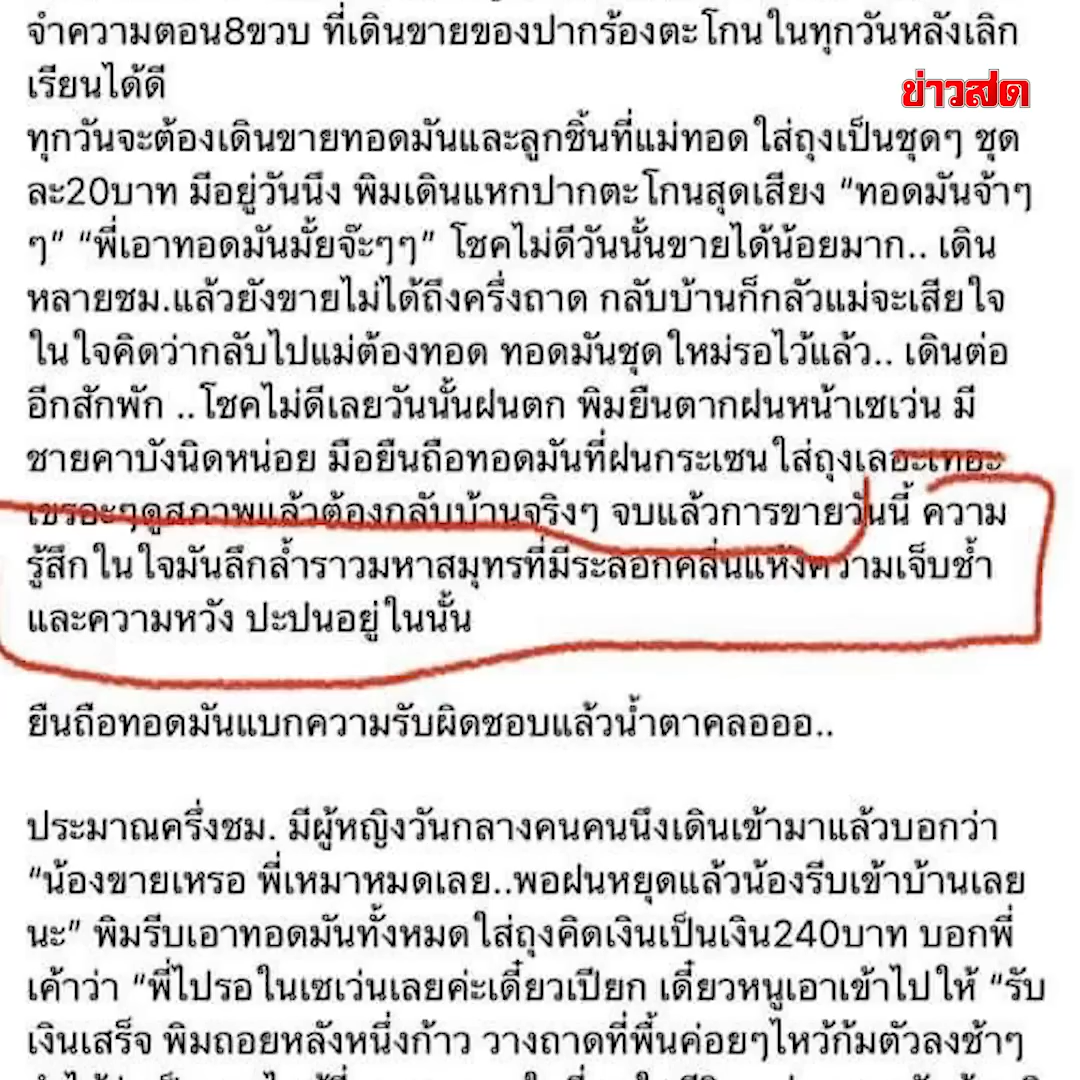 จำความตอน8ขวบ ที่เดินขายของปากร้องตะโกนในทุกวันหลังเลิก
เรียนได้ดี
ข่าวสด
ทุกวันจะต้องเดินขายทอดมันและลูกชิ้นที่แม่ทอดใส่ถุงเป็นชุดๆ ชุด
ละ20บาท มีอยู่วันนึง พิมเดินแหกปากตะโกนสุดเสียง "ทอดมันจ้าๆ
ๆ" "พี่เอาทอดมันมั้ยจ๊ะๆๆ" โชคไม่ดีวันนั้นขายได้น้อยมาก.. เดิน
หลายชม.แล้วยังขายไม่ได้ถึงครึ่งถาด กลับบ้านก็กลัวแม่จะเสียใจ
ในใจคิดว่ากลับไปแม่ต้องทอด ทอดมันชุดใหม่รอไว้แล้ว.. เดินต่อ
อีกสักพัก ..โชคไม่ดีเลยวันนั้นฝนตก พิมยืนตากฝนหน้าเซเว่น มี
ชายคาบังนิดหน่อย มือยืนถือทอดมันที่ฝนกระเซนใส่ถุงเลอะเทอะ
เขรอะๆดูสภาพแล้วต้องกลับบ้านจริงๆ จบแล้วการขายวันนี้ ความ
รู้สึกในใจมันลึกล้ำราวมหาสมุทรที่มีระลอกคลื่นแห่งความเจ็บช้ำ
และความหวัง ปะปนอยู่ในนั้น
ยืนถือทอดมันแบกความรับผิดชอบแล้วน้ำตาคลอออ..
ประมาณครึ่งชม. มีผู้หญิงวันกลางคนคนนึงเดินเข้ามาแล้วบอกว่า
"น้องขายเหรอ พี่เหมาหมดเลย..พอฝนหยุดแล้วน้องรีบเข้าบ้านเลย
นะ" พิมรีบเอาทอดมันทั้งหมดใส่ถุงคิดเงินเป็นเงิน240บาท บอกพี่
เค้าว่า "พี่ไปรอในเซเว่นเลยค่ะเดี๋ยวเปียก เดี๋ยวหนูเอาเข้าไปให้ "รับ
เงินเสร็จ พิมถอยหลังหนึ่งก้าว วางถาดที่พื้นค่อยๆไหว้ก้มตัวลงช้าๆ